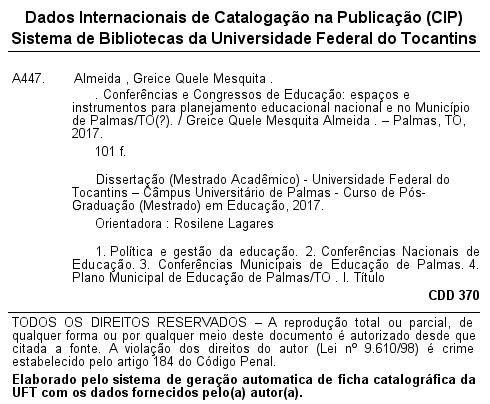 Dados Internacionais de Catalogação na Publicação (CIP)
Sistema de Bibliotecas da Universidade Federal do Tocantins
A447. Almeida , Greice Quele Mesquita .
. Conferências e Congressos de Educação: espaços e
instrumentos para planejamento educacional nacional e no Município
de Palmas/TO(?). / Greice Quele Mesquita Almeida . – Palmas, TO,
2017.
101 f.
Dissertação (Mestrado Acadêmico) - Universidade Federal do
Tocantins – Câmpus Universitário de Palmas - Curso de Pós-
Graduação (Mestrado) em Educação, 2017.
Orientadora : Rosilene Lagares
1. Política e gestão da educação. 2. Conferências Nacionais de
Educação. 3. Conferências Municipais de Educação de Palmas. 4.
Plano Municipal de Educação de Palmas/TO . I. Título
CDD 370
TODOS OS DIREITOS RESERVADOS – A reprodução total ou parcial, de
qualquer forma ou por qualquer meio deste documento é autorizado desde que
citada a fonte. A violação dos direitos do autor (Lei nº 9.610/98) é crime
estabelecido pelo artigo 184 do Código Penal.
Elaborado pelo sistema de geração automatica de ficha catalográfica da
UFT com os dados fornecidos pelo(a) autor(a).